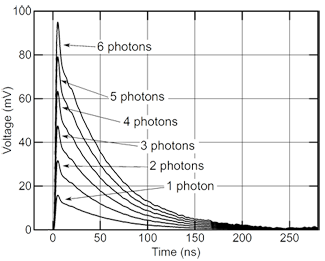 100
80
60
40
20
0
Voltage (mV)
6 photons
5 photons
4 photons
3 photons
2 photons
1 photon
0 50 100 150 200 250
Time (ns)